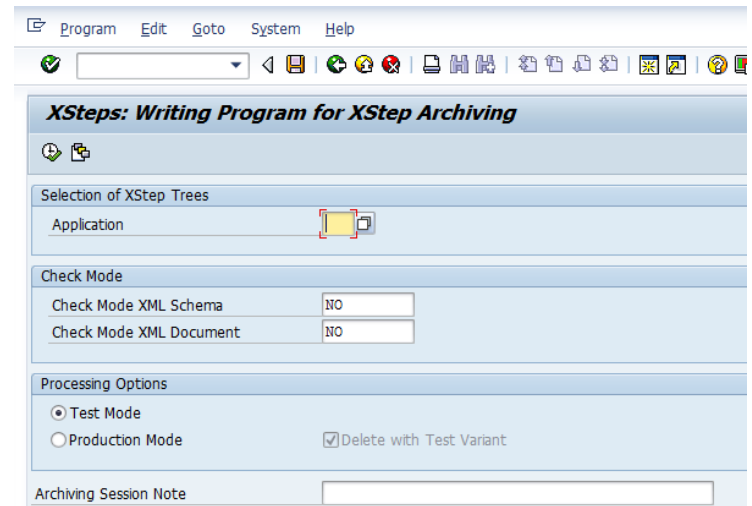 Program Edit Goto System Help
XSteps: Writing Program for XStep Archiving
Selection of XStep Trees
Application
Check Mode
Check Mode XML Schema NO
Check Mode XML Document NO
Processing Options
Test Mode
Production Mode Delete with Test Variant
Archiving Session Note